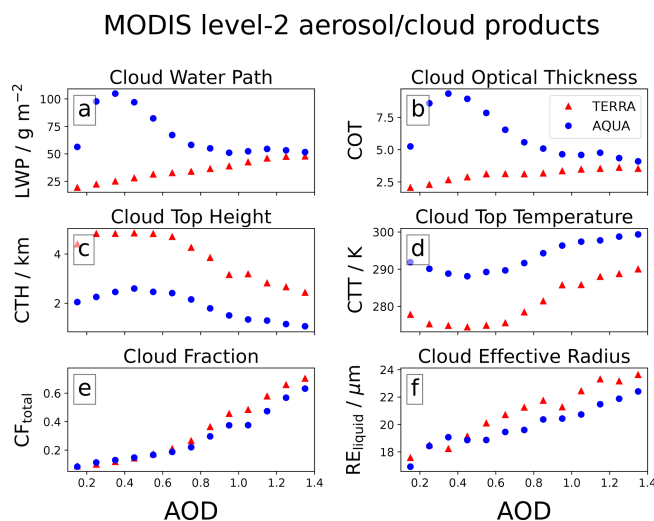 MODIS level-2 aerosol/cloud products
Cloud Water Path
a
LWP / g m⁻²
100
75
50
25
Cloud Optical Thickness
b
COT
7.5
5.0
2.5
TERRA
AQUA
Cloud Top Height
c
CTH / km
4
2
Cloud Top Temperature
d
CTT / K
300
290
280
Cloud Fraction
e
CF_total
0.6
0.4
0.2
0.2 0.4 0.6 0.8 1.0 1.2 1.4
AOD
Cloud Effective Radius
f
RE_liquid / μm
24
22
20
18
0.2 0.4 0.6 0.8 1.0 1.2 1.4
AOD